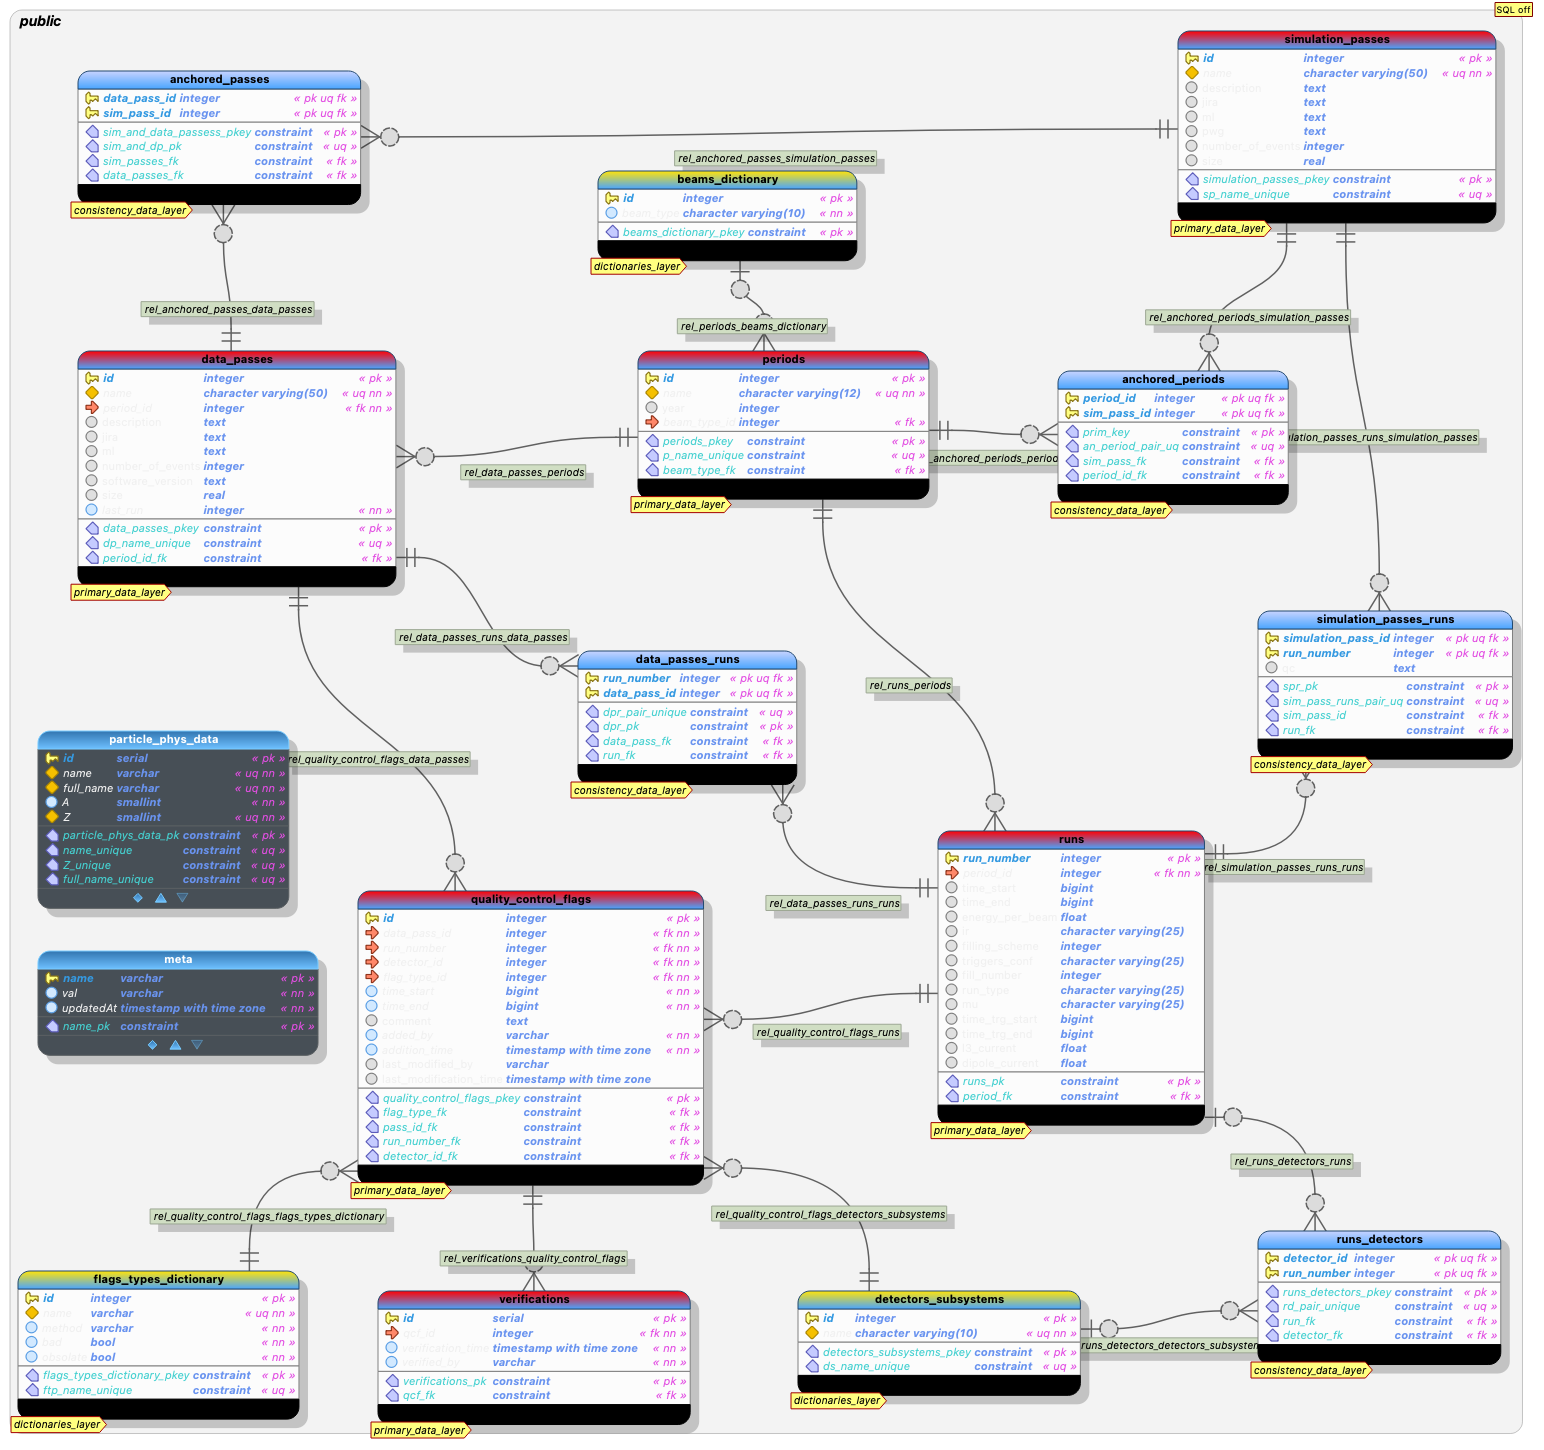 public
SQL off
simulation_passes
id integer « pk »
name character varying(50) « uq nn »
description text
jira text
ml text
pwg text
number_of_events integer
size real
simulation_passes_pkey constraint « pk »
sp_name_unique constraint « uq »
primary_data_layer
anchored_passes
data_pass_id integer « pk uq fk »
sim_pass_id integer « pk uq fk »
sim_and_data_passess_pkey constraint « pk »
sim_and_dp_pk constraint « uq »
sim_passes_fk constraint « fk »
data_passes_fk constraint « fk »
consistency_data_layer
rel_anchored_passes_simulation_passes
beams_dictionary
id integer « pk »
beam_type character varying(10) « nn »
beams_dictionary_pkey constraint « pk »
dictionaries_layer
rel_anchored_passes_data_passes
rel_periods_beams_dictionary
rel_anchored_periods_simulation_passes
data_passes
id integer « pk »
name character varying(50) « uq nn »
period_id integer « fk nn »
description text
jira text
ml text
number_of_events integer
software_version text
size real
last_run integer « nn »
data_passes_pkey constraint « pk »
dp_name_unique constraint « uq »
period_id_fk constraint « fk »
primary_data_layer
rel_data_passes_periods
periods
id integer « pk »
name character varying(12) « uq nn »
year integer
beam_type_id integer « fk »
periods_pkey constraint « pk »
p_name_unique constraint « uq »
beam_type_fk constraint « fk »
primary_data_layer
_anchored_periods_period
anchored_periods
period_id integer « pk uq fk »
sim_pass_id integer « pk uq fk »
prim_key constraint « pk »
an_period_pair_uq constraint « uq »
sim_pass_fk constraint « fk »
period_id_fk constraint « fk »
consistency_data_layer
ulation_passes_runs_simulation_passes
rel_data_passes_runs_data_passes
data_passes_runs
run_number integer « pk uq fk »
data_pass_id integer « pk uq fk »
dpr_pair_unique constraint « uq »
dpr_pk constraint « pk »
data_pass_fk constraint « fk »
run_fk constraint « fk »
consistency_data_layer
rel_runs_periods
simulation_passes_runs
simulation_pass_id integer « pk uq fk »
run_number integer « pk uq fk »
text
spr_pk constraint « pk »
sim_pass_runs_pair_uq constraint « uq »
sim_pass_id constraint « fk »
run_fk constraint « fk »
consistency_data_layer
particle_phys_data
id serial « pk »
name varchar « uq nn »
full_name varchar « uq nn »
A smallint « nn »
Z smallint « uq nn »
particle_phys_data_pk constraint « pk »
name_unique constraint « uq »
Z_unique constraint « uq »
full_name_unique constraint « uq »
rel_quality_control_flags_data_passes
meta
name varchar « pk »
val varchar « nn »
updatedAt timestamp with time zone « nn »
name_pk constraint « pk »
quality_control_flags
id integer « pk »
data_pass_id integer « fk nn »
run_number integer « fk nn »
detector_id integer « fk nn »
flag_type_id integer « fk nn »
time_start bigint « nn »
time_end bigint « nn »
comment text
added_by varchar « nn »
addition_time timestamp with time zone « nn »
last_modified_by varchar
last_modification_time timestamp with time zone
quality_control_flags_pkey constraint « pk »
flag_type_fk constraint « fk »
pass_id_fk constraint « fk »
run_number_fk constraint « fk »
detector_id_fk constraint « fk »
primary_data_layer
rel_data_passes_runs_runs
rel_quality_control_flags_runs
runs
run_number integer « pk »
period_id integer « fk nn »
time_start bigint
time_end bigint
energy_per_beam float
character varying(25)
filling_scheme integer
triggers_conf character varying(25)
fill_number integer
run_type character varying(25)
mu character varying(25)
time_trg_start bigint
time_trg_end bigint
l3_current float
dipole_current float
runs_pk constraint « pk »
period_fk constraint « fk »
primary_data_layer
rel_simulation_passes_runs_runs
rel_runs_detectors_runs
rel_quality_control_flags_flags_types_dictionary
rel_verifications_quality_control_flags
rel_quality_control_flags_detectors_subsystems
flags_types_dictionary
id integer « pk »
name varchar « uq nn »
method varchar « nn »
bad bool « nn »
obsolete bool « nn »
flags_types_dictionary_pkey constraint « pk »
ftp_name_unique constraint « uq »
dictionaries_layer
verifications
id serial « pk »
qcf_id integer « fk nn »
verification_time timestamp with time zone « nn »
verified_by varchar « nn »
verifications_pk constraint « pk »
qcf_fk constraint « fk »
primary_data_layer
detectors_subsystems
id integer « pk »
name character varying(10) « uq nn »
detectors_subsystems_pkey constraint « pk »
ds_name_unique constraint « uq »
dictionaries_layer
runs_detectors_detectors_subsystem
runs_detectors
detector_id integer « pk uq fk »
run_number integer « pk uq fk »
runs_detectors_pkey constraint « pk »
rd_pair_unique constraint « uq »
run_fk constraint « fk »
detector_fk constraint « fk »
consistency_data_layer